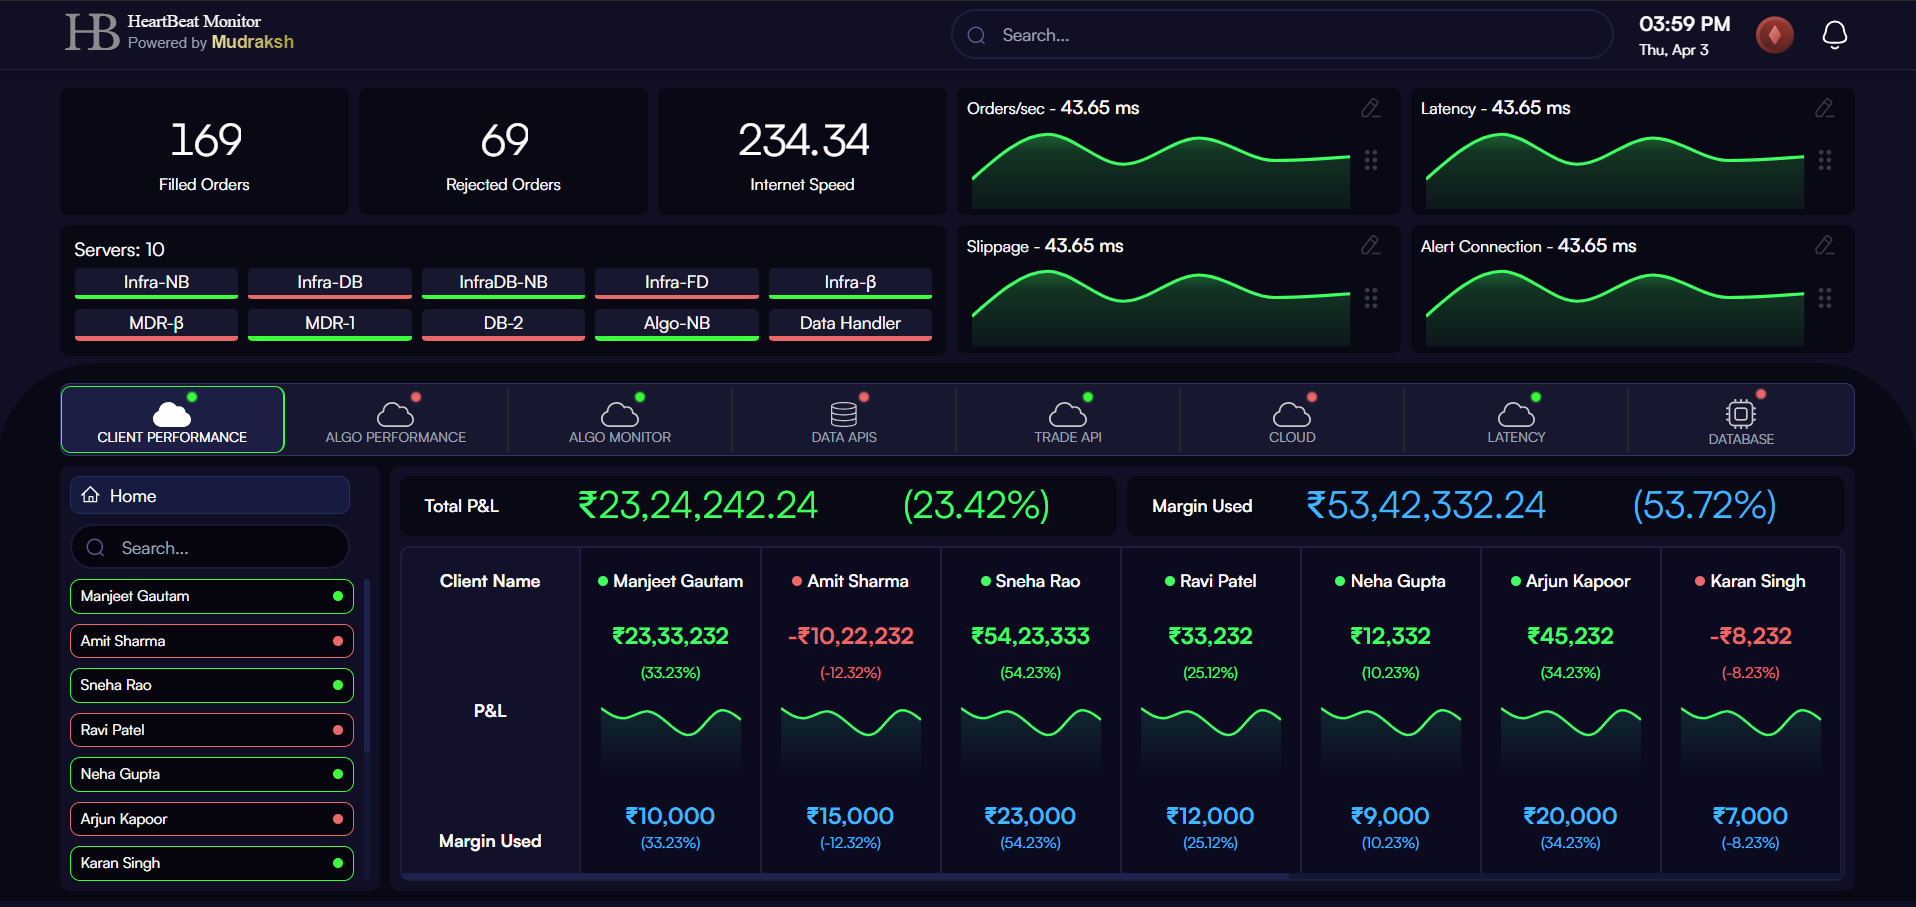 HB
HeartBeat Monitor
Powered by Mudraksh
Search...
03:59 PM
Thu, Apr 3
169
Filled Orders
69
Rejected Orders
234.34
Internet Speed
Orders/sec - 43.65 ms
Latency - 43.65 ms
Servers: 10
Infra-NB
Infra-DB
InfraDB-NB
Infra-FD
Infra-β
MDR-β
MDR-1
DB-2
Algo-NB
Data Handler
Slippage - 43.65 ms
Alert Connection - 43.65 ms
CLIENT PERFORMANCE
ALGO PERFORMANCE
ALGO MONITOR
DATA APIS
TRADE API
CLOUD
LATENCY
DATABASE
Home
Search...
Manjeet Gautam
Amit Sharma
Sneha Rao
Ravi Patel
Neha Gupta
Arjun Kapoor
Karan Singh
Total P&L ₹23,24,242.24 (23.42%)
Margin Used ₹53,42,332.24 (53.72%)
Client Name Manjeet Gautam Amit Sharma Sneha Rao Ravi Patel Neha Gupta Arjun Kapoor Karan Singh
₹23,33,232 -₹10,22,232 ₹54,23,333 ₹33,232 ₹12,332 ₹45,232 -₹8,232
(33.23%) (-12.32%) (54.23%) (25.12%) (10.23%) (34.23%) (-8.23%)
P&L
₹10,000 ₹15,000 ₹23,000 ₹12,000 ₹9,000 ₹20,000 ₹7,000
Margin Used (33.23%) (-12.32%) (54.23%) (25.12%) (10.23%) (34.23%) (-8.23%)